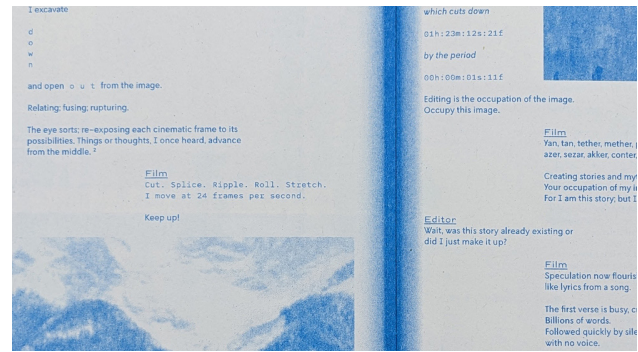 I excavate
d
o
w
n
and open o u t from the image.
Relating; fusing; rupturing.
The eye sorts: re-exposing each cinematic frame to its
possibilities. Things or thoughts, I once heard, advance
from the middle. ²
Film
Cut. Splice. Ripple. Roll. Stretch.
I move at 24 frames per second.
Keep up!
which cuts down
01h:23m:12s:21f
by the period
00h:00m:01s:11f
Editing is the occupation of the image.
Occupy this image.
Film
Yan, tan, tether, mether,
azer, sezar, akker, conter,
Creating stories and
Your occupation of my
For I am this story; but I
Editor
Wait, was this story already existing or
did I just make it up?
Film
Speculation now
like lyrics from a song.
The first verse is busy,
Billions of words.
Followed quickly by
with no voice.